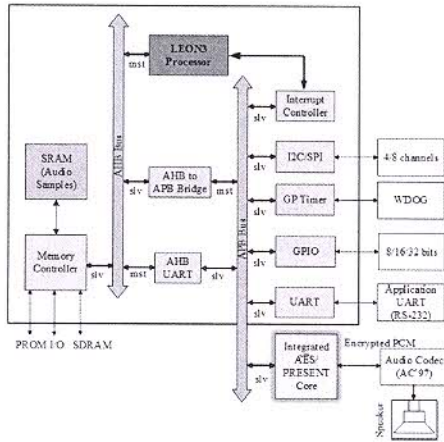 LEON3
Processor
mst
AHB Bus
Interrupt
Controller
slv
SRAM
(Audio
Samples)
I2C/SPI
slv
4/8 channels
AHB to
APB Bridge
slv
mst
GP Timer
slv
WDOG
APB Bus
Memory
Controller
slv
AHB
UART
mst
slv
GPIO
slv
8/16/32 bits
UART
slv
Application
UART
(RS-232)
PROM I/O SDRAM
Integrated
AES/
PRESENT
Core
slv
Encrypted PCM
Audio Codec
(AC'97)
Speaker